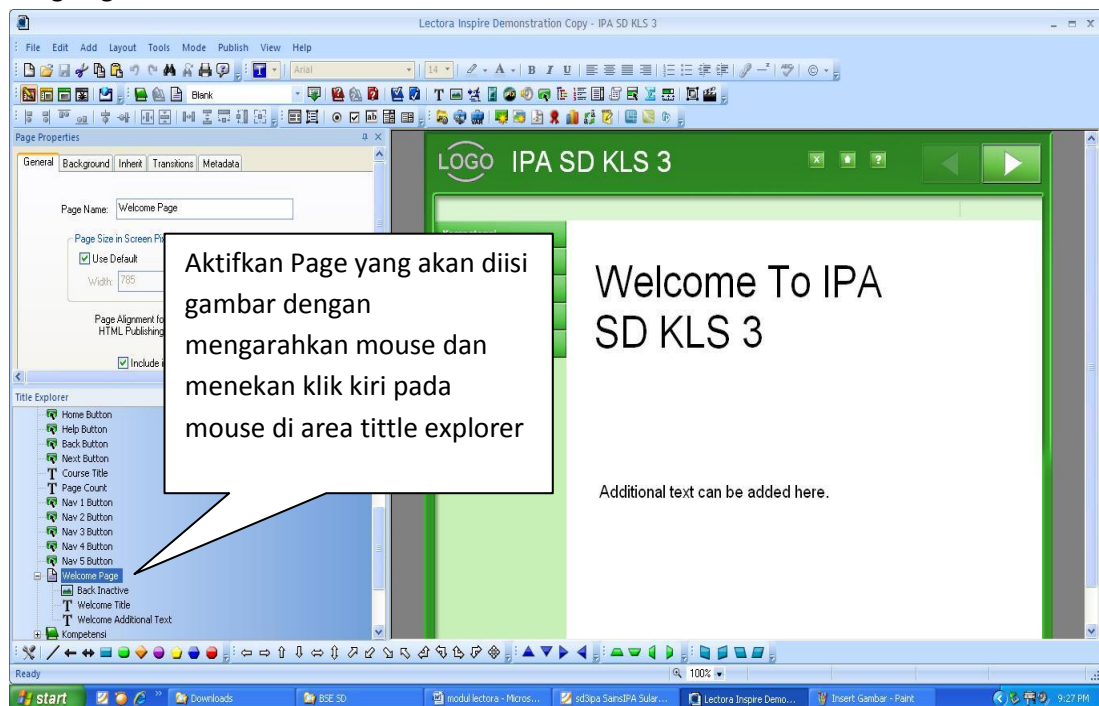 Lectora Inspire Demonstration Copy - IPA SD KLS 3
File Edit Add Layout Tools Mode Publish View Help
Arial 14 B I U
Blank
Page Properties
General Background Inherit Transitions Metadata
Page Name: Welcome Page
Page Size in Screen
Use Default
Width: 785
Page Alignment
HTML Publishing
Include
LOGO IPA SD KLS 3
Aktifkan Page yang akan diisi
gambar dengan
mengarahkan mouse dan
menekan klik kiri pada
mouse di area tittle explorer
Welcome To IPA
SD KLS 3
Additional text can be added here.
Title Explorer
Home Button
Help Button
Back Button
Next Button
Course Title
Page Count
Nav 1 Button
Nav 2 Button
Nav 3 Button
Nav 4 Button
Nav 5 Button
Welcome Page
Back Inactive
Welcome Title
Welcome Additional Text
Kompetensi
Ready 100%
start Downloads BSE SD modul lectora - Micros... sd3ipa SainsIPA Sular... Lectora Inspire Demo... Insert Gambar - Paint 9:27 PM